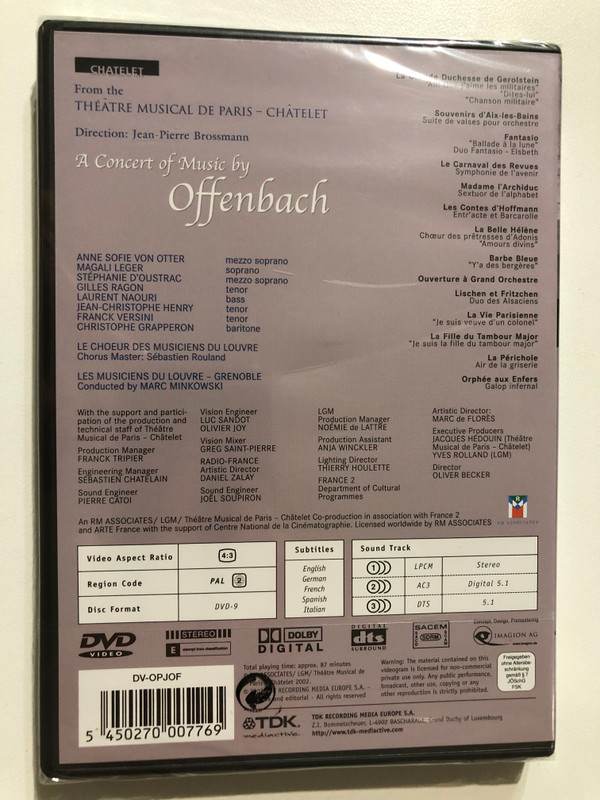 CHATELET
From the
THÉÂTRE MUSICAL DE PARIS – CHÂTELET
Direction: Jean-Pierre Brossmann
A Concert of Music by
Offenbach
ANNE SOFIE VON OTTER mezzo soprano
MAGALI LEGER soprano
STÉPHANIE D'OUSTRAC mezzo soprano
GILLES RAGON tenor
LAURENT NAOURI bass
JEAN-CHRISTOPHE HENRY tenor
FRANCK VERSINI tenor
CHRISTOPHE GRAPPERON baritone
LE CHOEUR DES MUSICIENS DU LOUVRE
Chorus Master: Sébastien Rouland
LES MUSICIENS DU LOUVRE – GRENOBLE
Conducted by MARC MINKOWSKI
Duchesse de Gerolstein
j'aime les militaires"
"Dites-lui"
"Chanson militaire"
Souvenirs d'Aix-les-Bains
Suite de valses pour orchestre
Fantasio
"Ballade à la lune"
Duo Fantasio - Elsbeth
Le Carnaval des Revues
Symphonie de l'avenir
Madame l'Archiduc
Sextuor de l'alphabet
Les Contes d'Hoffmann
Entr'acte et Barcarolle
La Belle Hélène
Chœur des prêtresses d'Adonis
"Amours divins"
Barbe Bleue
"Y'a des bergères"
Ouverture à Grand Orchestre
Lischen et Fritzchen
Duo des Alsaciens
La Vie Parisienne
"Je suis veuve d'un colonel"
La Fille du Tambour Major
"Je suis la fille du tambour major"
La Périchole
Air de la griserie
Orphée aux Enfers
Galop infernal
With the support and partici-
pation of the production and
technical staff of Théâtre
Musical de Paris – Châtelet
Production Manager
FRANCK TRIPIER
Engineering Manager
SEBASTIEN CHATELAIN
Sound Engineer
PIERRE CATOI
Vision Engineer
LUC SANDOT
OLIVIER JOY
Vision Mixer
GREG SAINT-PIERRE
RADIO-FRANCE
Artistic Director
DANIEL ZALAY
Sound Engineer
JOËL SOUPIRON
LGM
Production Manager
NOÉMIE de LATTRE
Production Assistant
ANJA WINCKLER
Lighting Director
THIERRY HOULETTE
FRANCE 2
Department of Cultural
Programmes
Artistic Director:
MARC de FLORÈS
Executive Producers
JACQUES HÉDOUIN (Théâtre
Musical de Paris – Châtelet)
YVES ROLLAND (LGM)
Director
OLIVER BECKER
An RM ASSOCIATES/ LGM/ Théâtre Musical de Paris – Châtelet Co-production in association with France 2
and ARTE France with the support of Centre National de la Cinématographie. Licensed worldwide by RM ASSOCIATES
RM ASSOCIATES
Video Aspect Ratio 4:3
Region Code PAL 2
Disc Format DVD-9
Subtitles
English
German
French
Spanish
Italian
Sound Track
1 LPCM Stereo
2 AC3 Digital 5.1
3 DTS 5.1
DVD
VIDEO
STEREO
E exempt from classification
DOLBY
DIGITAL
DIGITAL
dts
SURROUND
SACEM
SDRM
Concept, Design, Premastering
IMAGION AG
Total playing time: approx. 87 minutes
ASSOCIATES/ LGM/ Théâtre Musical de
Châtelet 2002.
RECORDING MEDIA EUROPE S.A. –
and editorial - All rights reserved
Warning: The material contained on this
videogram is licensed for non-commercial
private use only. Any public performance,
broadcast, other use, copying or any
other reproduction is strictly prohibited.
Freigegeben
ohne Altersbe-
schränkung
gemäß § 7
JÖSchG
FSK
DV-OPJOF
5 450270 007769
TDK
mediactive
TDK RECORDING MEDIA EUROPE S.A.
Z.I. Bommelscheuer, L-4902 BASCHARAGE Grand Duchy of Luxembourg
http://www.tdk-mediactive.com